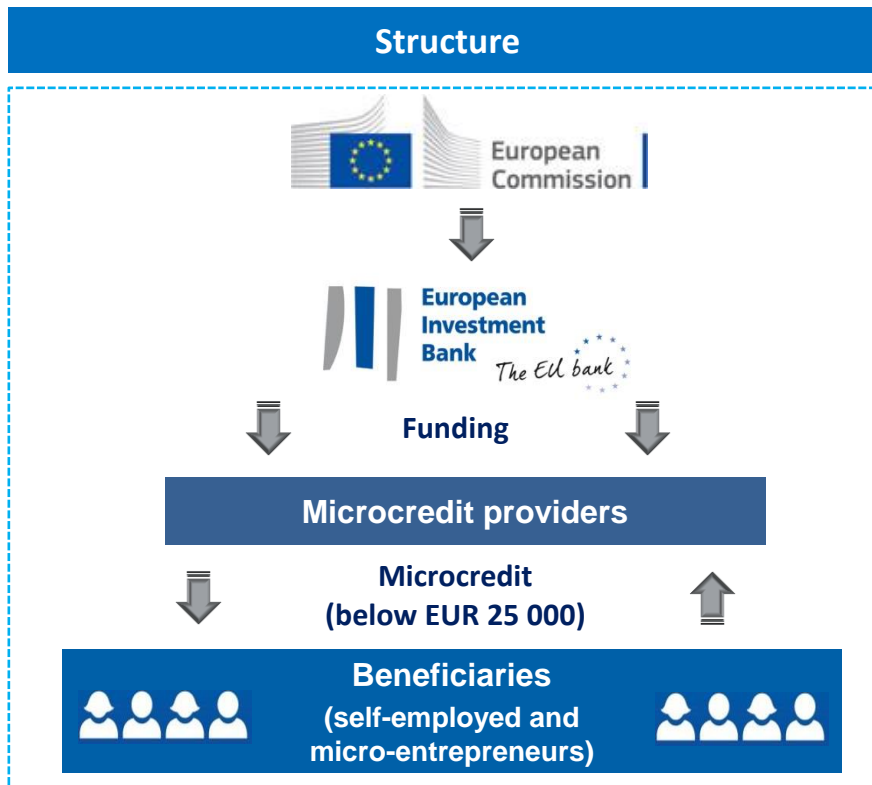 Structure
European
Commission
European
Investment
Bank
The EU bank
Funding
Microcredit providers
Microcredit
(below EUR 25 000)
Beneficiaries
(self-employed and
micro-entrepreneurs)